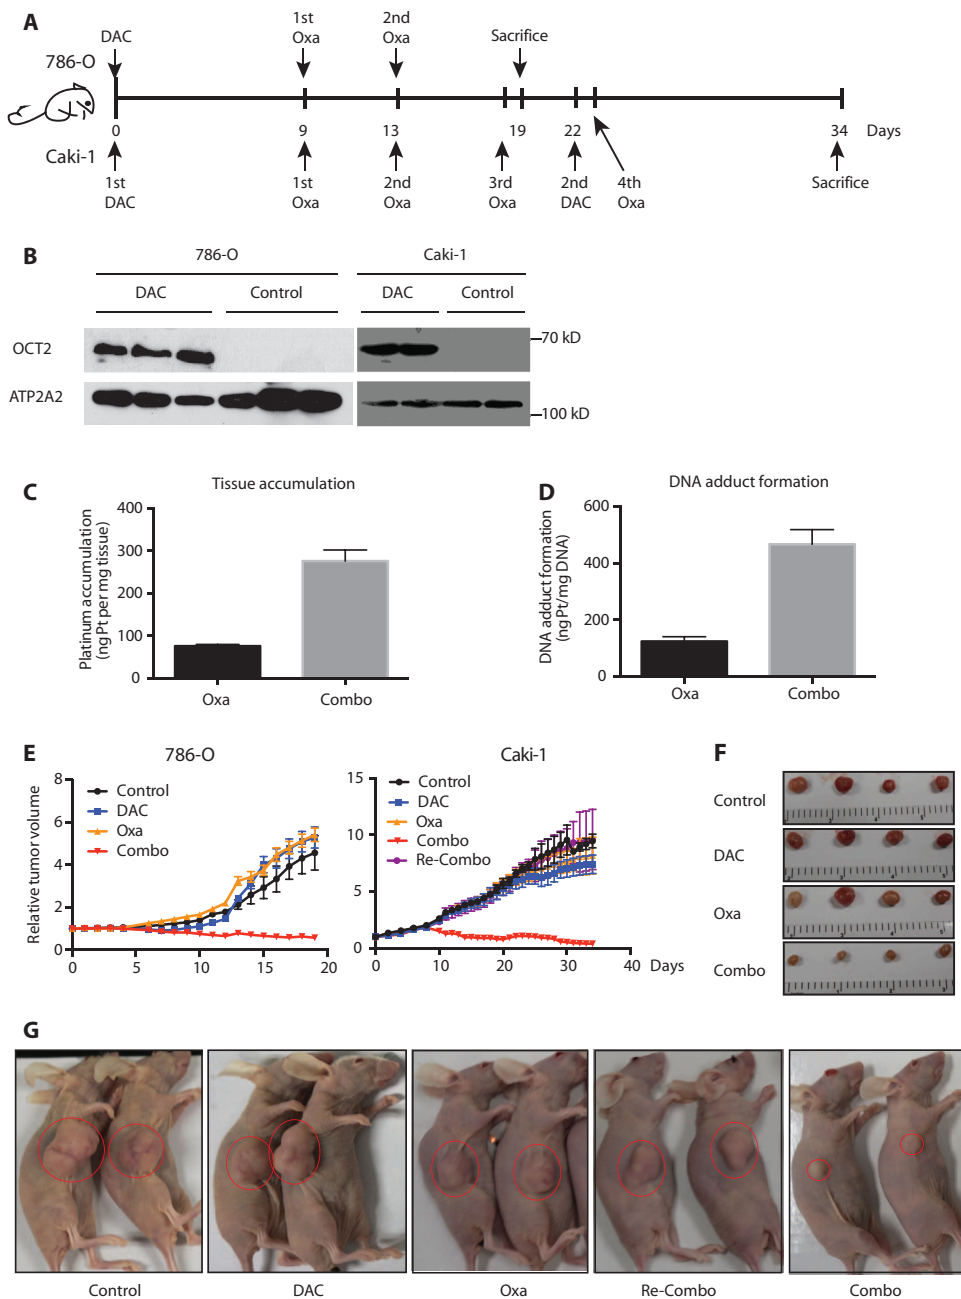 A
DAC
1st
Oxa
2nd
Oxa
Sacrifice
786-O
0
9
13
19
22
34
Days
Caki-1
1st
DAC
1st
Oxa
2nd
Oxa
3rd
Oxa
2nd
DAC
4th
Oxa
Sacrifice
B
786-O
Caki-1
DAC
Control
DAC
Control
OCT2
70 kD
ATP2A2
100 kD
C
Tissue accumulation
Platinum accumulation
(ng Pt per mg tissue)
400
300
200
100
0
Oxa
Combo
D
DNA adduct formation
DNA adduct formation
(ng Pt/mg DNA)
600
400
200
0
Oxa
Combo
E
786-O
Relative tumor volume
8
6
4
2
0
Control
DAC
Oxa
Combo
0
5
10
15
20
Caki-1
15
10
5
0
Control
DAC
Oxa
Combo
Re-Combo
0
10
20
30
40
Days
F
Control
DAC
Oxa
Combo
G
Control
DAC
Oxa
Re-Combo
Combo